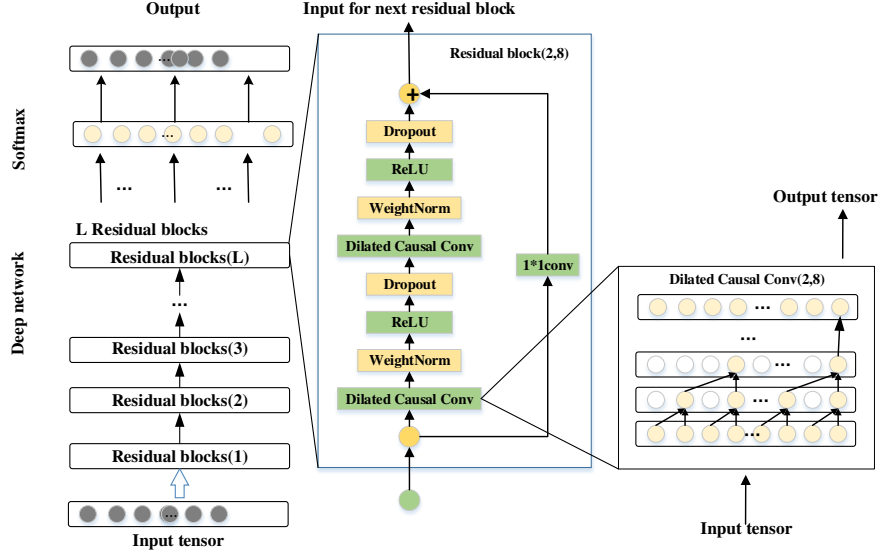 Output
Softmax
...
...
...
...
L Residual blocks
Deep network
Residual blocks(L)
...
Residual blocks(3)
Residual blocks(2)
Residual blocks(1)
...
Input tensor
Input for next residual block
Residual block(2,8)
+
Dropout
ReLU
WeightNorm
Dilated Causal Conv
1*1conv
Dropout
ReLU
WeightNorm
Dilated Causal Conv
Output tensor
Dilated Causal Conv(2,8)
...
...
...
...
...
Input tensor